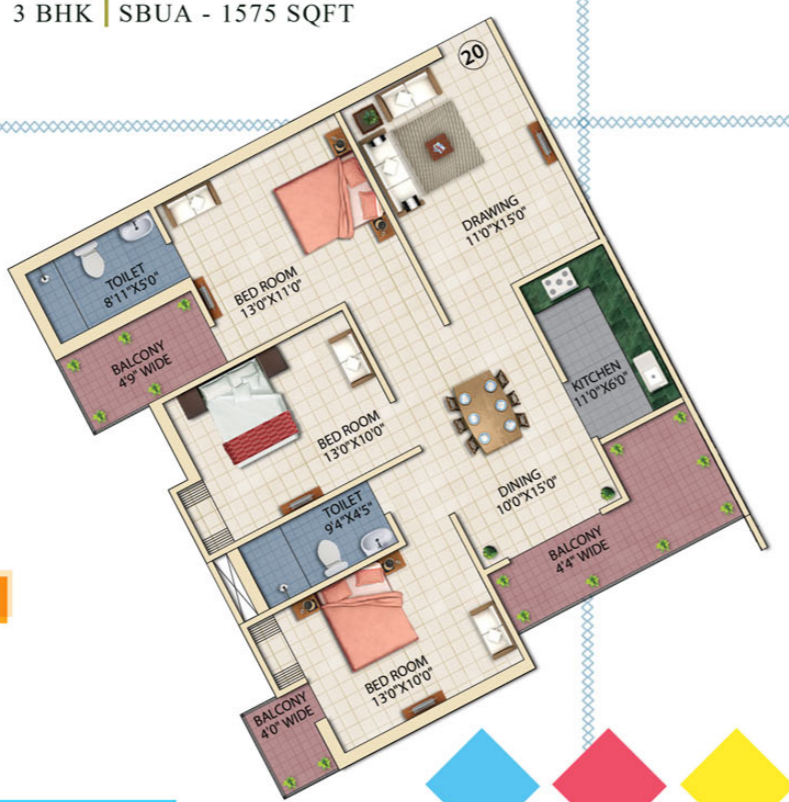 3 BHK | SBUA - 1575 SQFT
20
DRAWING
11'0"X15'0"
TOILET
8'11"X5'0"
BED ROOM
13'0"X11'0"
BALCONY
4'9" WIDE
KITCHEN
11'0"X6'0"
BED ROOM
13'0"X10'0"
DINING
10'0"X15'0"
TOILET
9'4"X4'5"
BALCONY
4'4" WIDE
BED ROOM
13'0"X10'0"
BALCONY
4'0" WIDE